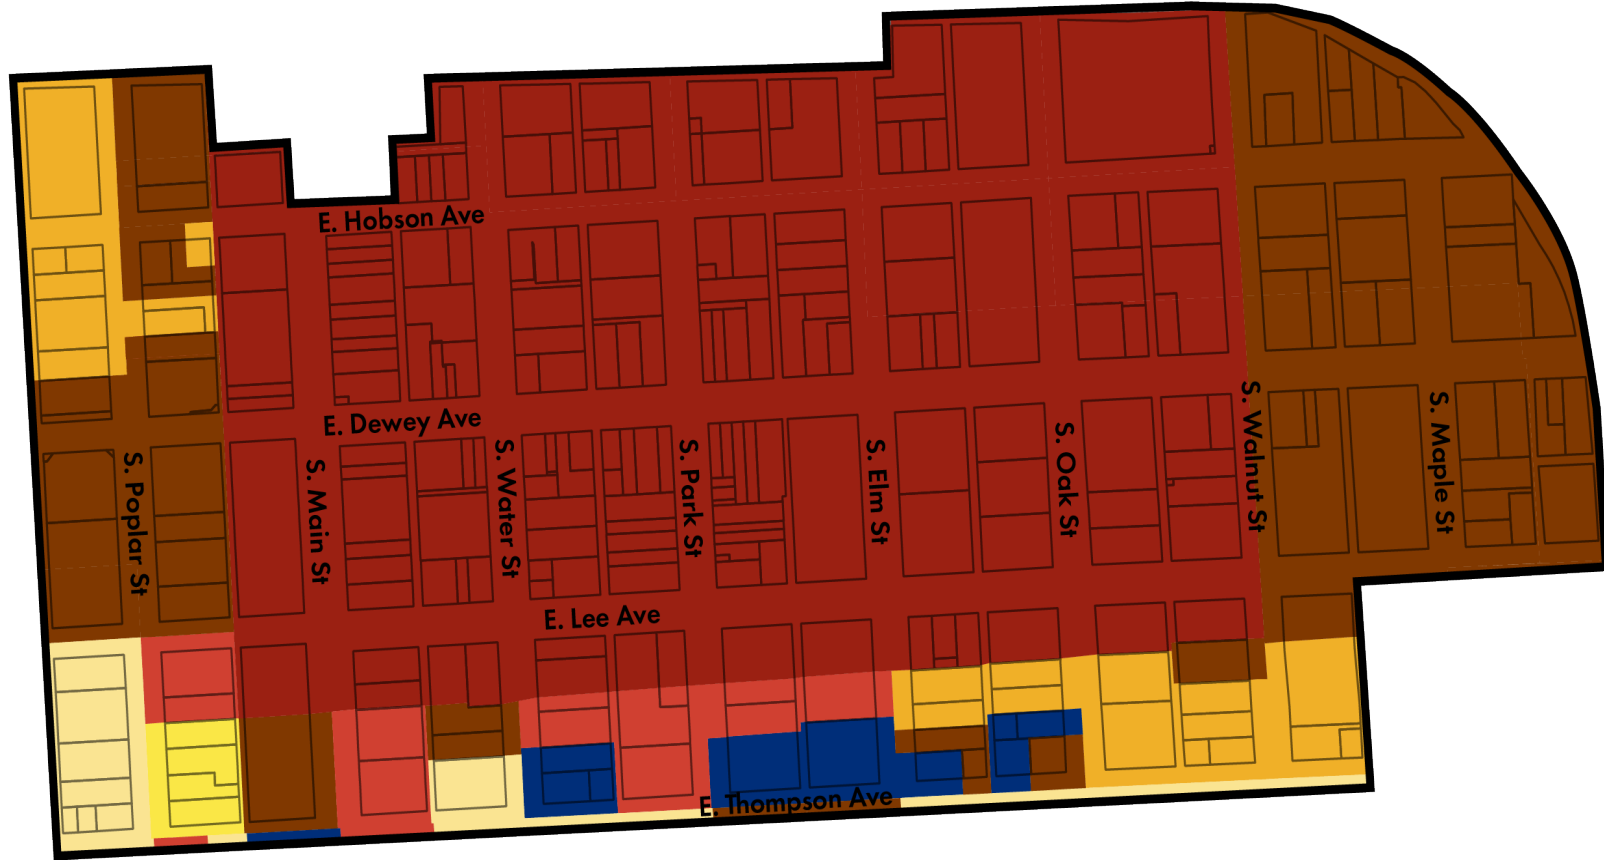 E. Hobson Ave
E. Dewey Ave
S. Poplar St
S. Main St
S. Water St
S. Park St
S. Elm St
S. Oak St
S. Walnut St
S. Maple St
E. Lee Ave
E. Thompson Ave